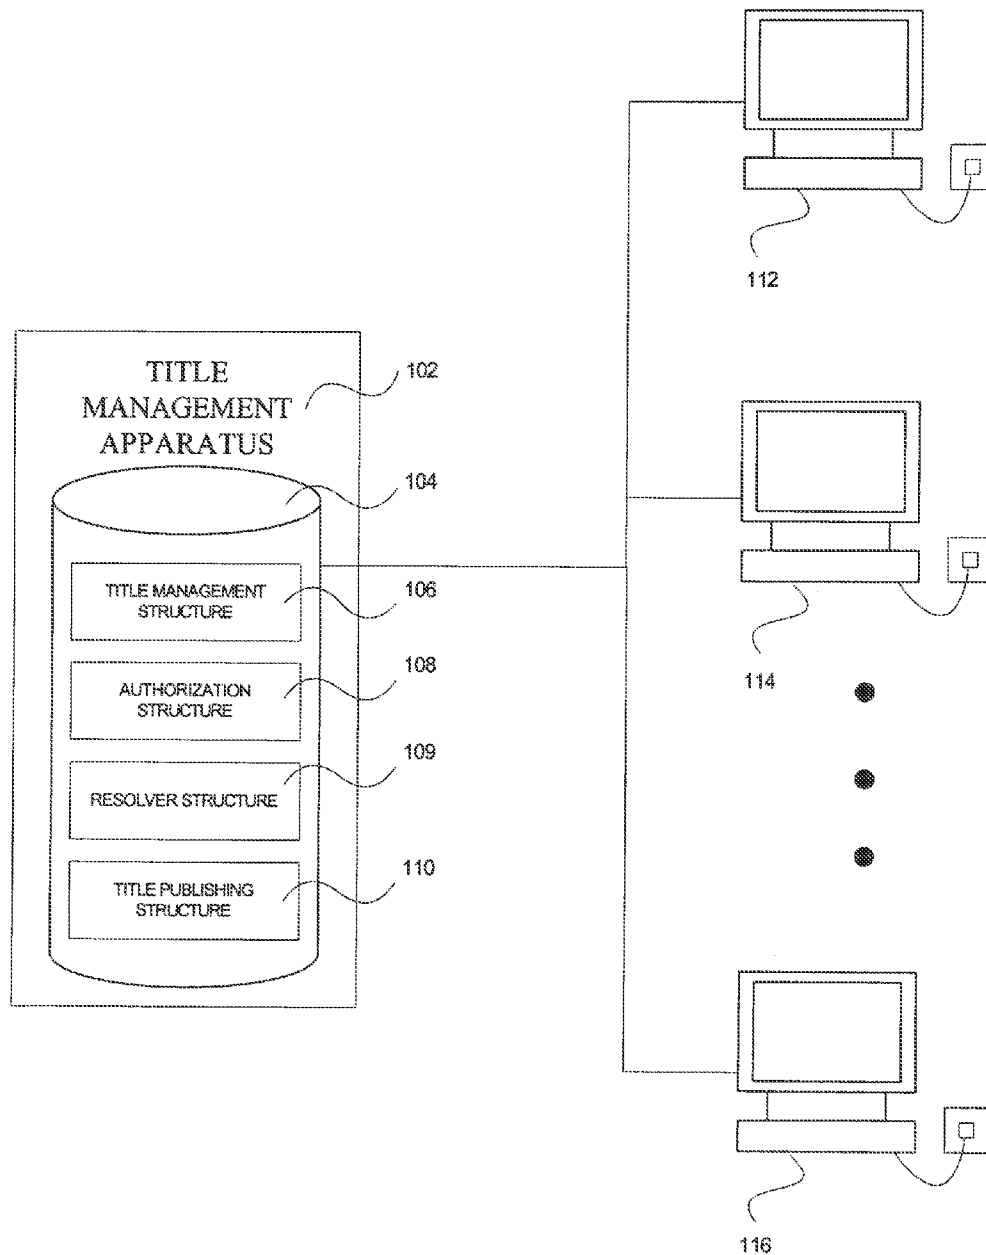 112
TITLE
MANAGEMENT
APPARATUS
102
104
TITLE MANAGEMENT
STRUCTURE
106
AUTHORIZATION
STRUCTURE
108
RESOLVER STRUCTURE
109
TITLE PUBLISHING
STRUCTURE
110
114
116